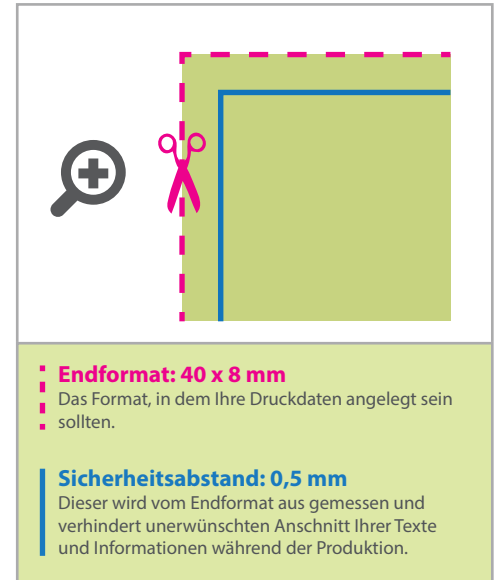 Endformat: 40 x 8 mm
Das Format, in dem Ihre Druckdaten angelegt sein
sollten.
Sicherheitsabstand: 0,5 mm
Dieser wird vom Endformat aus gemessen und
verhindert unerwünschten Anschnitt Ihrer Texte
und Informationen während der Produktion.